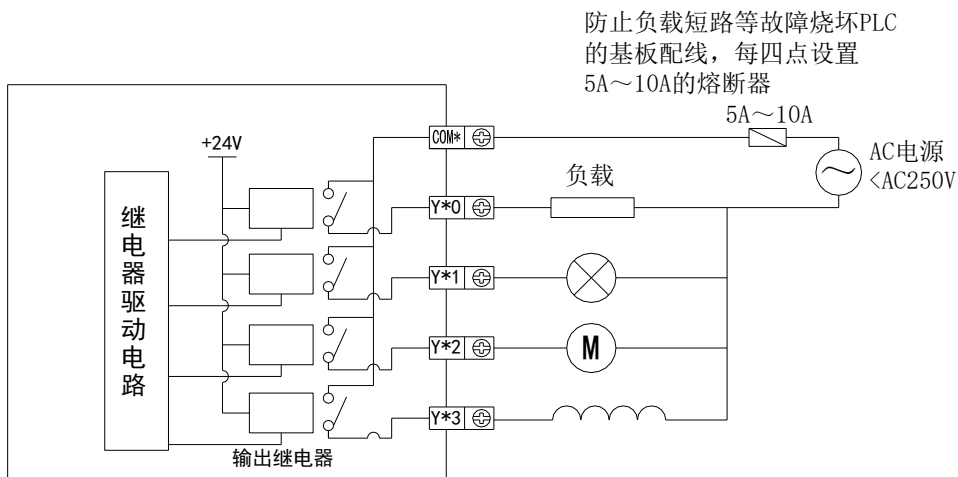 防止负载短路等故障烧坏PLC
的基板配线，每四点设置
5A～10A的熔断器
5A～10A
COM*
+24V
AC电源
<AC250V
负载
Y*0
继电器驱动电路
Y*1
Y*2
M
Y*3
输出继电器